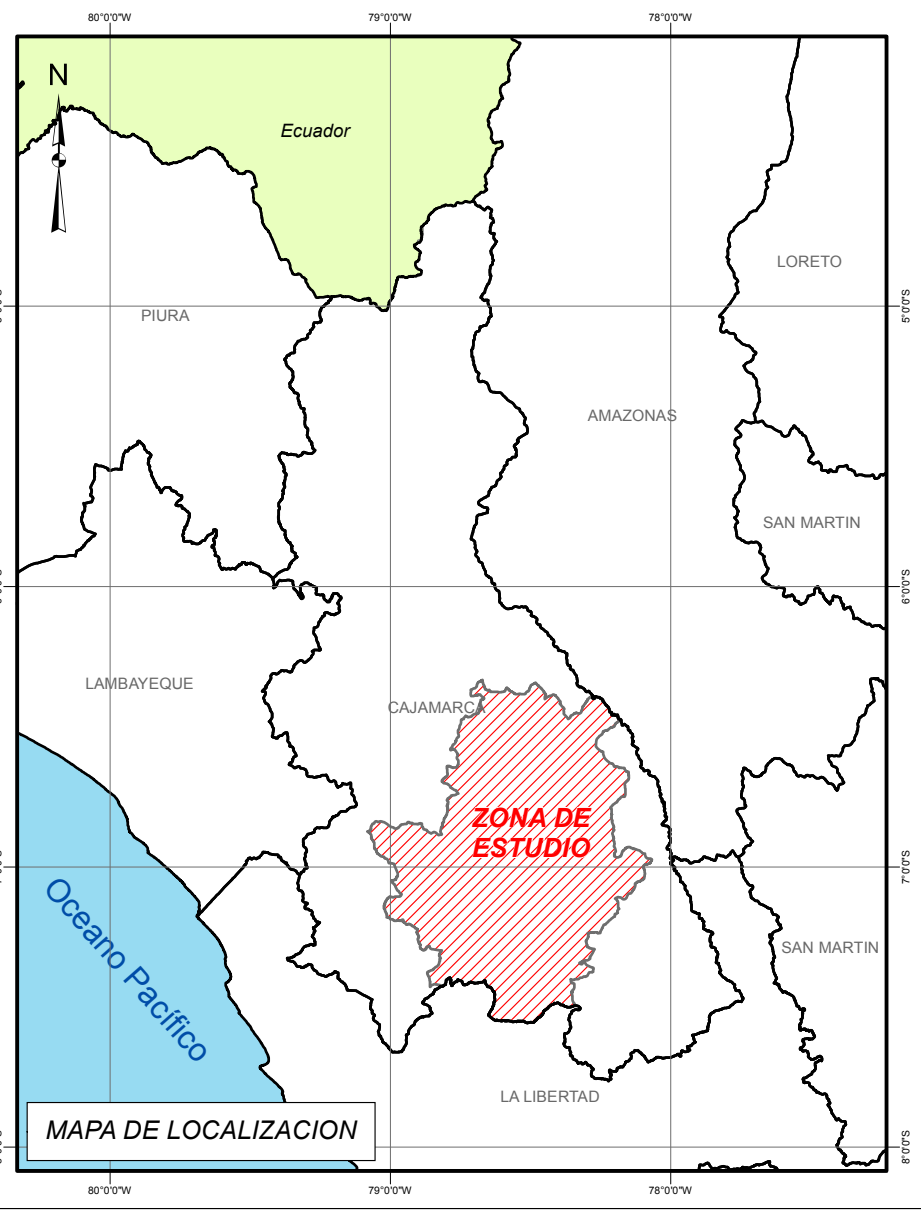 80°0'0"W 79°0'0"W 78°0'0"W
N
Ecuador
LORETO
PIURA
5°0'0"S
AMAZONAS
SAN MARTIN
6°0'0"S
LAMBAYEQUE
CAJAMARCA
ZONA DE
ESTUDIO
7°0'0"S
Oceano Pacífico
SAN MARTIN
LA LIBERTAD
MAPA DE LOCALIZACION
8°0'0"S
80°0'0"W 79°0'0"W 78°0'0"W